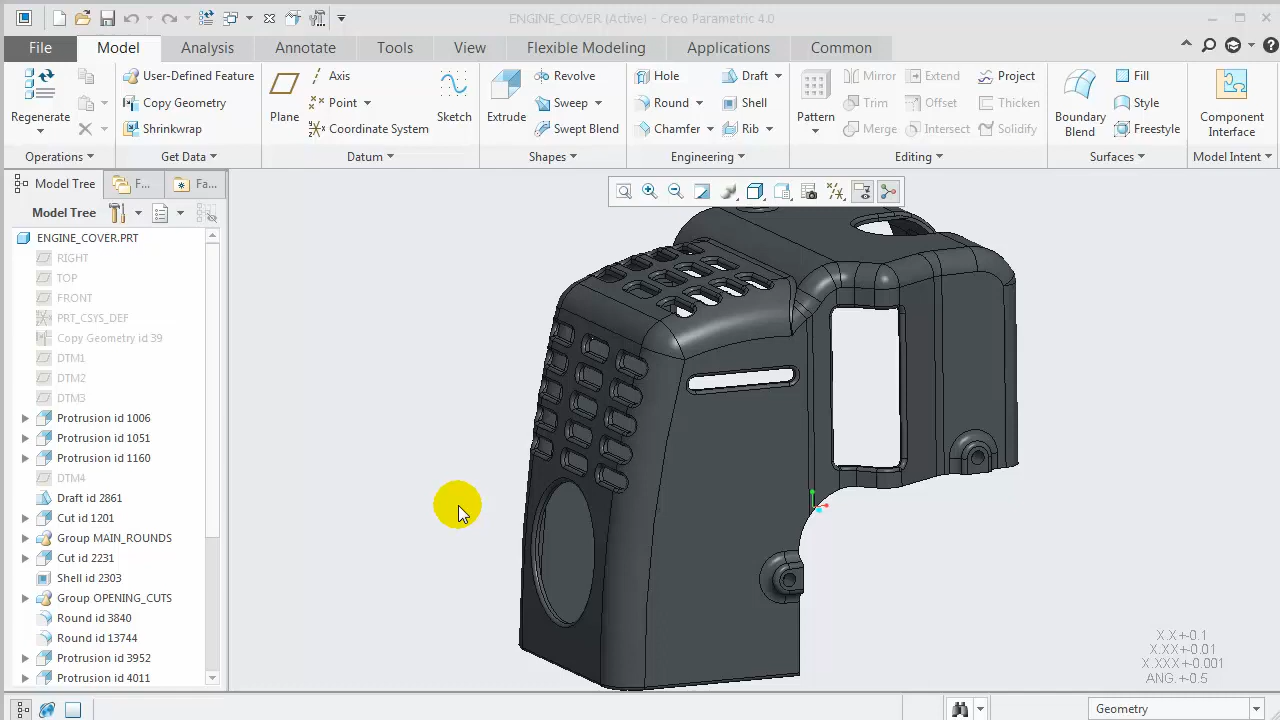 ENGINE_COVER (Active) - Creo Parametric 4.0
File Model Analysis Annotate Tools View Flexible Modeling Applications Common
User-Defined Feature Axis Revolve Hole Draft Mirror Extend Project Fill
Copy Geometry Point Sweep Round Shell Trim Offset Thicken Style
Regenerate Plane Sketch Extrude Pattern Boundary Blend Component Interface
Shrinkwrap Coordinate System Swept Blend Chamfer Rib Merge Intersect Solidify Freestyle
Operations Get Data Datum Shapes Engineering Editing Surfaces Model Intent
Model Tree F... Fa...
Model Tree
ENGINE_COVER.PRT
RIGHT
TOP
FRONT
PRT_CSYS_DEF
Copy Geometry id 39
DTM1
DTM2
DTM3
Protrusion id 1006
Protrusion id 1051
Protrusion id 1160
DTM4
Draft id 2861
Cut id 1201
Group MAIN_ROUNDS
Cut id 2231
Shell id 2303
Group OPENING_CUTS
Round id 3840
Round id 13744
Protrusion id 3952
Protrusion id 4011
X.X +-0.1
X.XX +-0.01
X.XXX +-0.001
ANG. +-0.5
Geometry